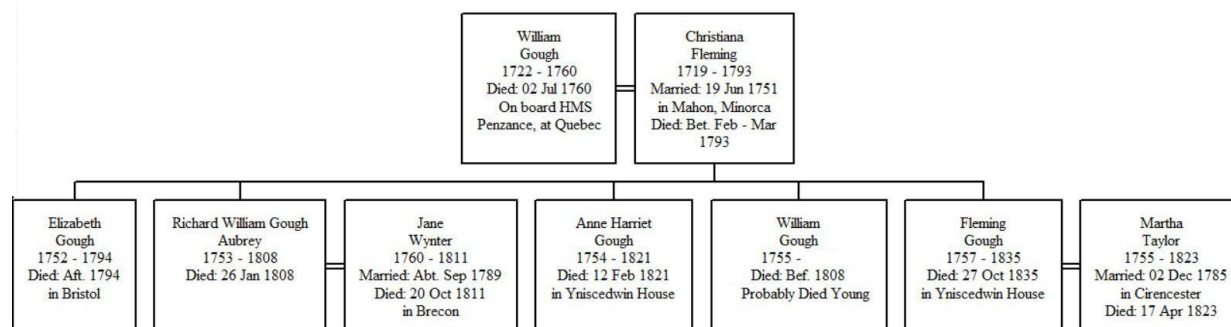 William
Gough
1722 - 1760
Died: 02 Jul 1760
On board HMS
Penzance, at Quebec
Christiana
Fleming
1719 - 1793
Married: 19 Jun 1751
in Mahon, Minorca
Died: Bet. Feb - Mar
1793
Elizabeth
Gough
1752 - 1794
Died: Aft. 1794
in Bristol
Richard William Gough
Aubrey
1753 - 1808
Died: 26 Jan 1808
Jane
Wynter
1760 - 1811
Married: Abt. Sep 1789
Died: 20 Oct 1811
in Brecon
Anne Harriet
Gough
1754 - 1821
Died: 12 Feb 1821
in Yniscedwin House
William
Gough
1755 -
Died: Bef. 1808
Probably Died Young
Fleming
Gough
1757 - 1835
Died: 27 Oct 1835
in Yniscedwin House
Martha
Taylor
1755 - 1823
Married: 02 Dec 1785
in Cirencester
Died: 17 Apr 1823